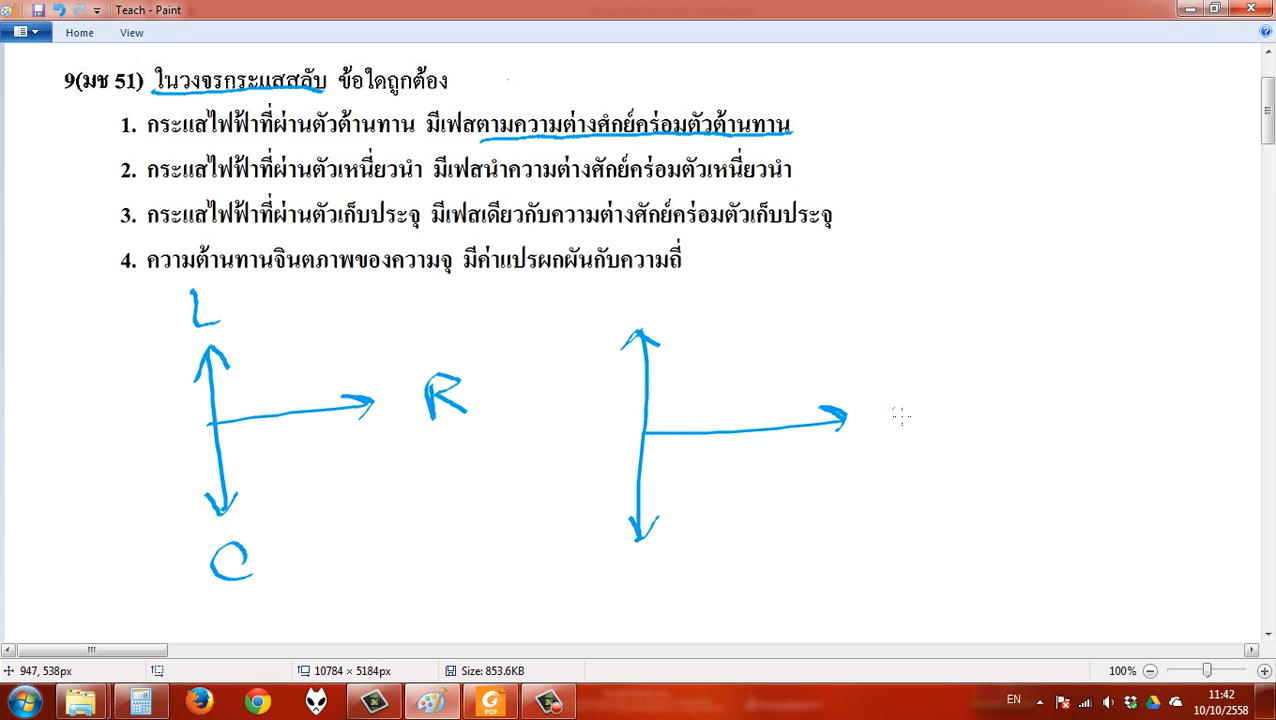 Teach - Paint
Home View
9(มช 51) ในวงจรกระแสสลับ ข้อใดถูกต้อง
1. กระแสไฟฟ้าที่ผ่านตัวต้านทาน มีเฟสตามความต่างศักย์คร่อมตัวต้านทาน
2. กระแสไฟฟ้าที่ผ่านตัวเหนี่ยวนำ มีเฟสนำความต่างศักย์คร่อมตัวเหนี่ยวนำ
3. กระแสไฟฟ้าที่ผ่านตัวเก็บประจุ มีเฟสเดียวกับความต่างศักย์คร่อมตัวเก็บประจุ
4. ความต้านทานจินตภาพของความจุ มีค่าแปรผกผันกับความถี่
L
R
C
947, 538px 10784 × 5184px Size: 853.6KB 100%
PDF EN 11:42
10/10/2558